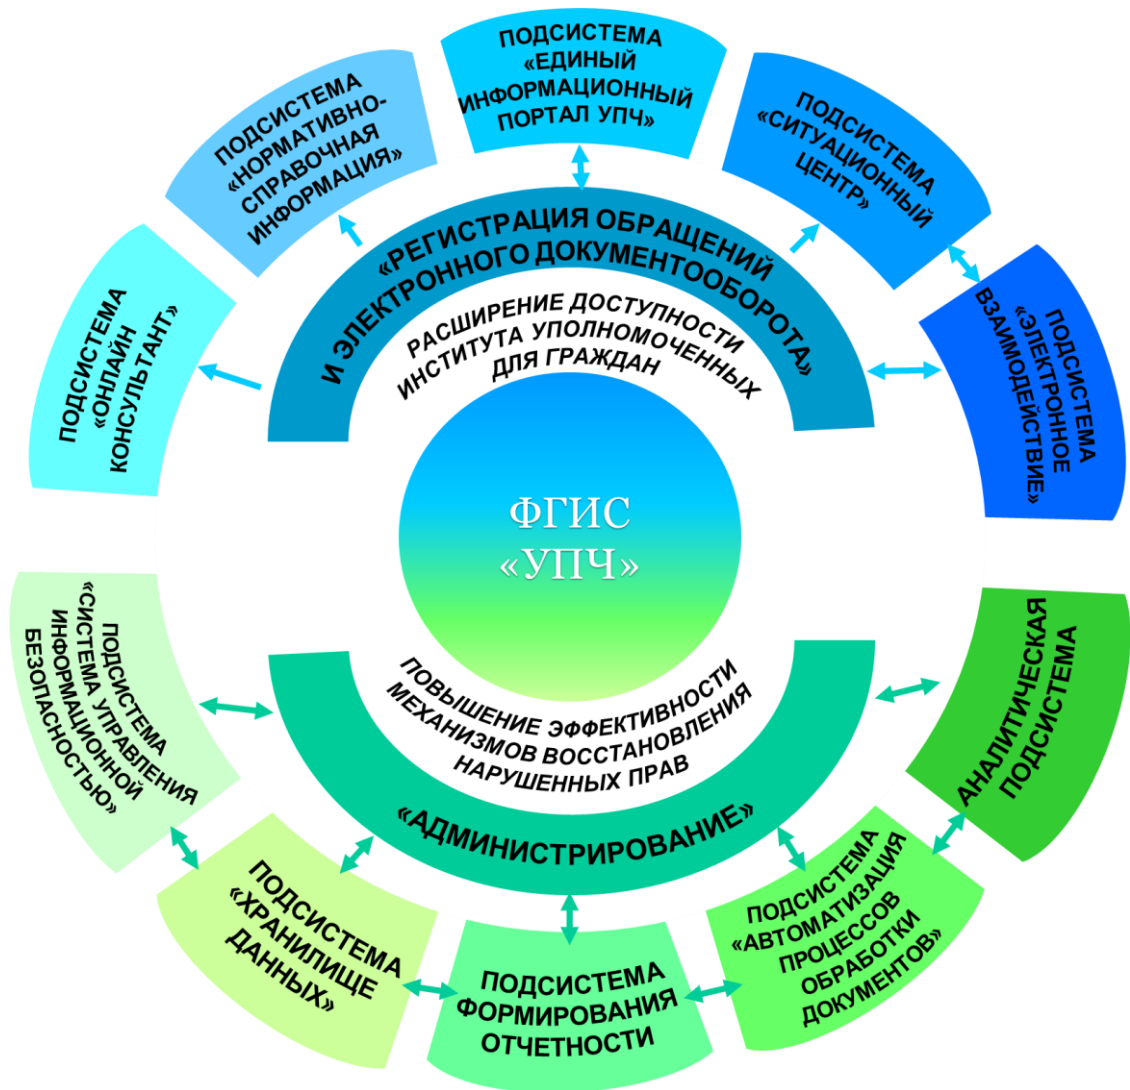 ПОДСИСТЕМА
«ЕДИНЫЙ
ИНФОРМАЦИОННЫЙ
ПОРТАЛ УПЧ»
ПОДСИСТЕМА
«СИТУАЦИОННЫЙ
ЦЕНТР»
ПОДСИСТЕМА
«ЭЛЕКТРОННОЕ
ВЗАИМОДЕЙСТВИЕ»
ПОДСИСТЕМА
«НОРМАТИВНО-
СПРАВОЧНАЯ
ИНФОРМАЦИЯ»
ПОДСИСТЕМА
«ОНЛАЙН
КОНСУЛЬТАНТ»
«РЕГИСТРАЦИЯ ОБРАЩЕНИЙ
И ЭЛЕКТРОННОГО ДОКУМЕНТООБОРОТА»
РАСШИРЕНИЕ ДОСТУПНОСТИ
ИНСТИТУТА УПОЛНОМОЧЕННЫХ
ДЛЯ ГРАЖДАН
ФГИС
«УПЧ»
ПОВЫШЕНИЕ ЭФФЕКТИВНОСТИ
МЕХАНИЗМОВ ВОССТАНОВЛЕНИЯ
НАРУШЕННЫХ ПРАВ
«АДМИНИСТРИРОВАНИЕ»
АНАЛИТИЧЕСКАЯ
ПОДСИСТЕМА
ПОДСИСТЕМА
«АВТОМАТИЗАЦИЯ
ПРОЦЕССОВ
ОБРАБОТКИ
ДОКУМЕНТОВ»
ПОДСИСТЕМА
ФОРМИРОВАНИЯ
ОТЧЕТНОСТИ
ПОДСИСТЕМА
«ХРАНИЛИЩЕ
ДАННЫХ»
ПОДСИСТЕМА
«СИСТЕМА УПРАВЛЕНИЯ
ИНФОРМАЦИОННОЙ
БЕЗОПАСНОСТЬЮ»